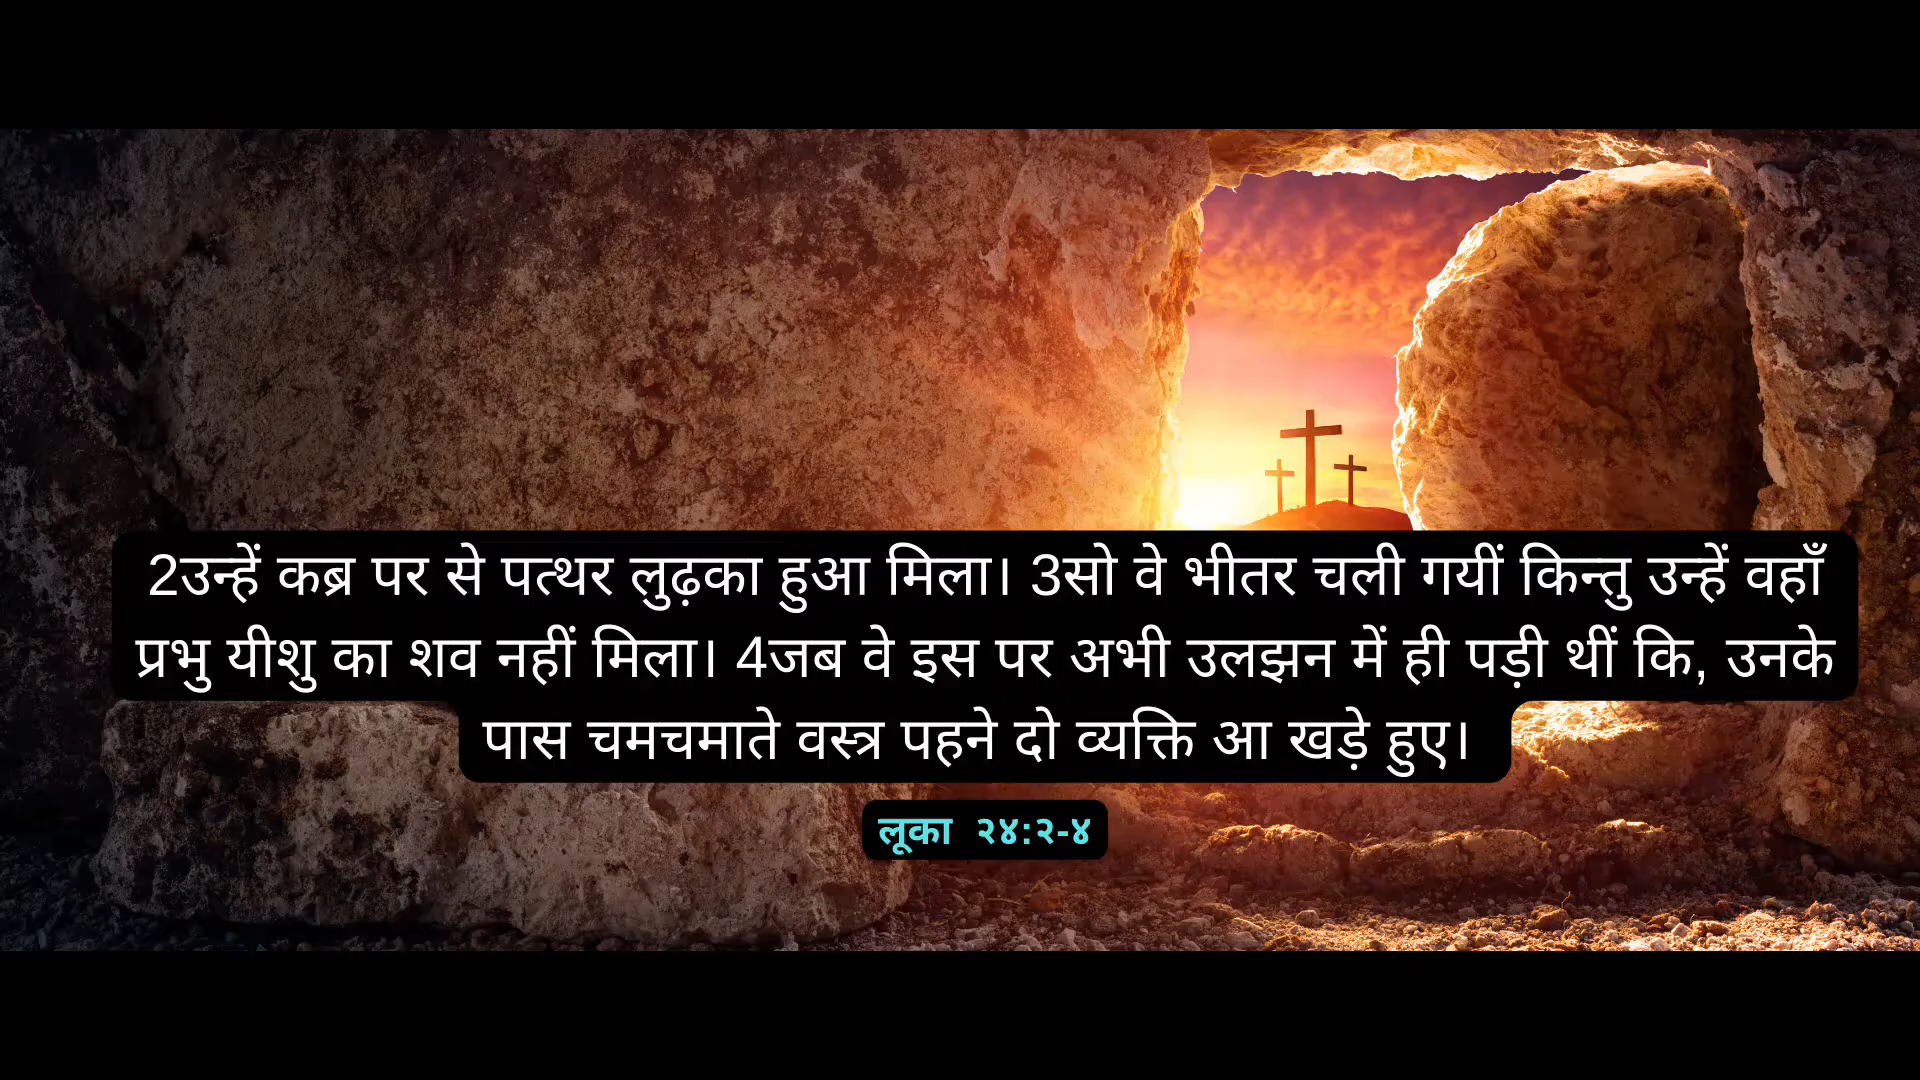 2उन्हें कब्र पर से पत्थर लुढ़का हुआ मिला। 3सो वे भीतर चली गयीं किन्तु उन्हें वहाँ
प्रभु यीशु का शव नहीं मिला। 4जब वे इस पर अभी उलझन में ही पड़ी थीं कि, उनके
पास चमचमाते वस्त्र पहने दो व्यक्ति आ खड़े हुए।
लूका २४:२-४